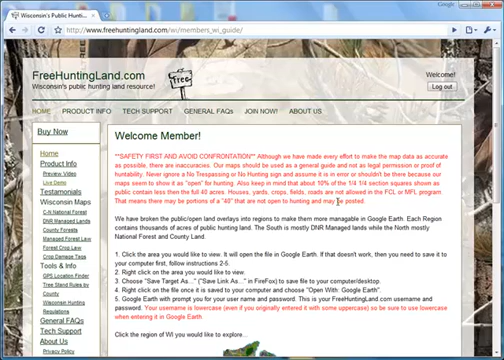 Wisconsin's Public Hunti...
http://www.freehuntingland.com/wi/members_wi_guide/
FreeHuntingLand.com
Wisconsin's public hunting land resource!
Free
Welcome!
Log out
HOME PRODUCT INFO TECH SUPPORT GENERAL FAQs JOIN NOW! ABOUT US
Buy Now
Home
Product Info
Preview Video
Live Demo
Testamonials
Wisconsin Maps
C-N National Forest
DNR Managed Lands
County Forests
Managed Forest
Forest Crop Law
Crop Damage Tags
Tools & Info
GPS Location Finder
Tree Stand Rules by
County
Wisconsin Hunting
Regulations
General FAQs
Tech Support
About Us
Privacy Policy
Welcome Member!
**SAFETY FIRST AND AVOID CONFRONTATION** Although we have made every effort to make the map data as accurate
as possible, there are inaccuracies. Our maps should be used as a general guide and not as legal permission or proof of
huntability. Never ignore a No Trespassing or No Hunting sign and assume it is in error or shouldn't be there because our
maps seem to show it as "open" for hunting. Also keep in mind that about 10% of the 1/4 1/4 section squares shown as
public contain less then the full 40 acres. Houses, yards, crops, fields, roads are not allowed in the FCL or MFL program.
That means there may be portions of a "40" that are not open to hunting and may be posted.
We have broken the public/open land overlays into regions to make them more managable in Google Earth. Each Region
contains thousands of acres of public hunting land. The South is mostly DNR Managed lands while the North mostly
National Forest and County Land.
1. Click the area you would like to view. It will open the file in Google Earth. If that doesn't work, then you need to save it to
your computer first, follow instructions 2-5.
2. Right click on the area you would like to view.
3. Choose "Save Target As..." ("Save Link As..." in FireFox) to save file to your computer/desktop.
4. Right click on the file once it is saved to your computer and choose "Open With: Google Earth".
5. Google Earth with prompt you for your user name and password. This is your FreeHuntingLand.com username and
password. Your username is lowercase (even if you originally entered it with some uppercase) so be sure to use lowercase
when entering it in Google Earth
Click the region of WI you would like to explore...